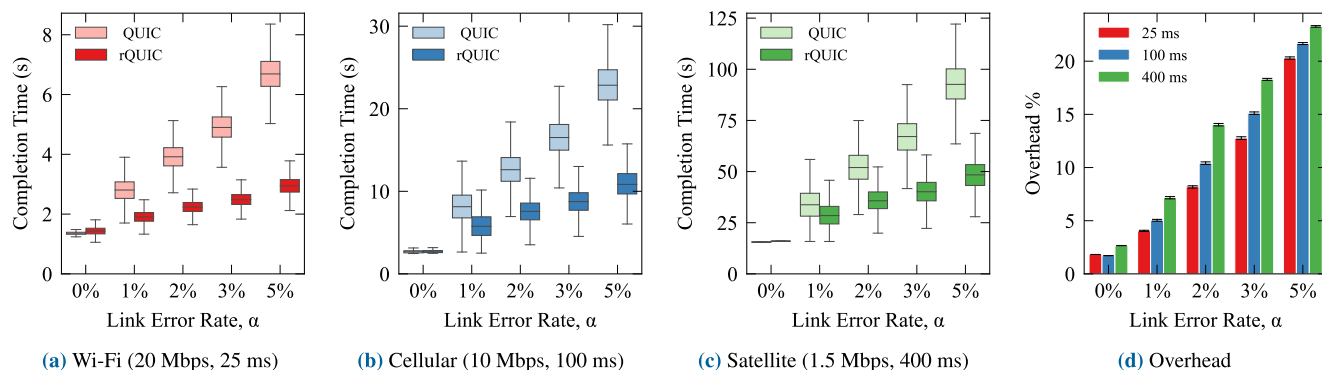 8
6
4
2
0
Completion Time (s)
QUIC
rQUIC
0% 1% 2% 3% 5%
Link Error Rate, α
(a) Wi-Fi (20 Mbps, 25 ms)
30
20
10
0
Completion Time (s)
QUIC
rQUIC
0% 1% 2% 3% 5%
Link Error Rate, α
(b) Cellular (10 Mbps, 100 ms)
125
100
75
50
25
0
Completion Time (s)
QUIC
rQUIC
0% 1% 2% 3% 5%
Link Error Rate, α
(c) Satellite (1.5 Mbps, 400 ms)
20
15
10
5
0
Overhead %
25 ms
100 ms
400 ms
0% 1% 2% 3% 5%
Link Error Rate, α
(d) Overhead